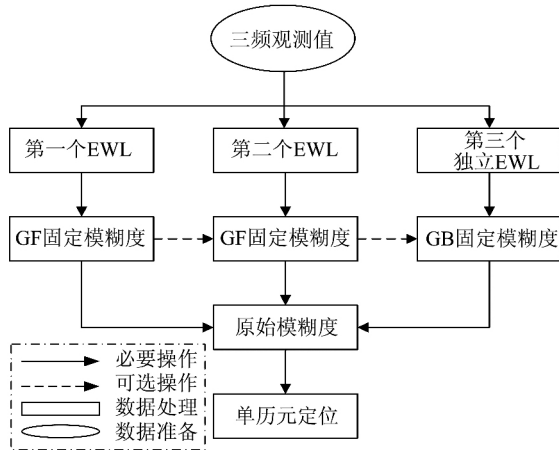 三频观测值
第一个EWL
第二个EWL
第三个
独立EWL
GF固定模糊度
GF固定模糊度
GB固定模糊度
原始模糊度
单历元定位
必要操作
可选操作
数据处理
数据准备